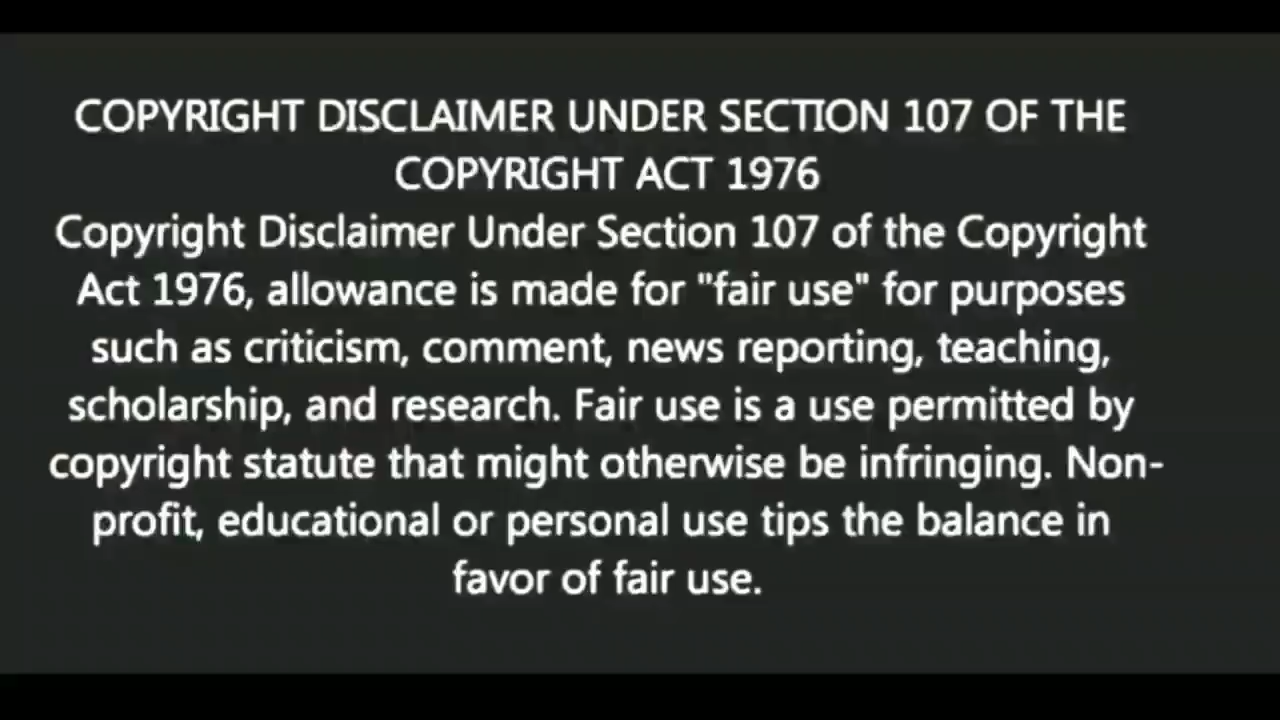 COPYRIGHT DISCLAIMER UNDER SECTION 107 OF THE
COPYRIGHT ACT 1976
Copyright Disclaimer Under Section 107 of the Copyright
Act 1976, allowance is made for "fair use" for purposes
such as criticism, comment, news reporting, teaching,
scholarship, and research. Fair use is a use permitted by
copyright statute that might otherwise be infringing. Non-
profit, educational or personal use tips the balance in
favor of fair use.